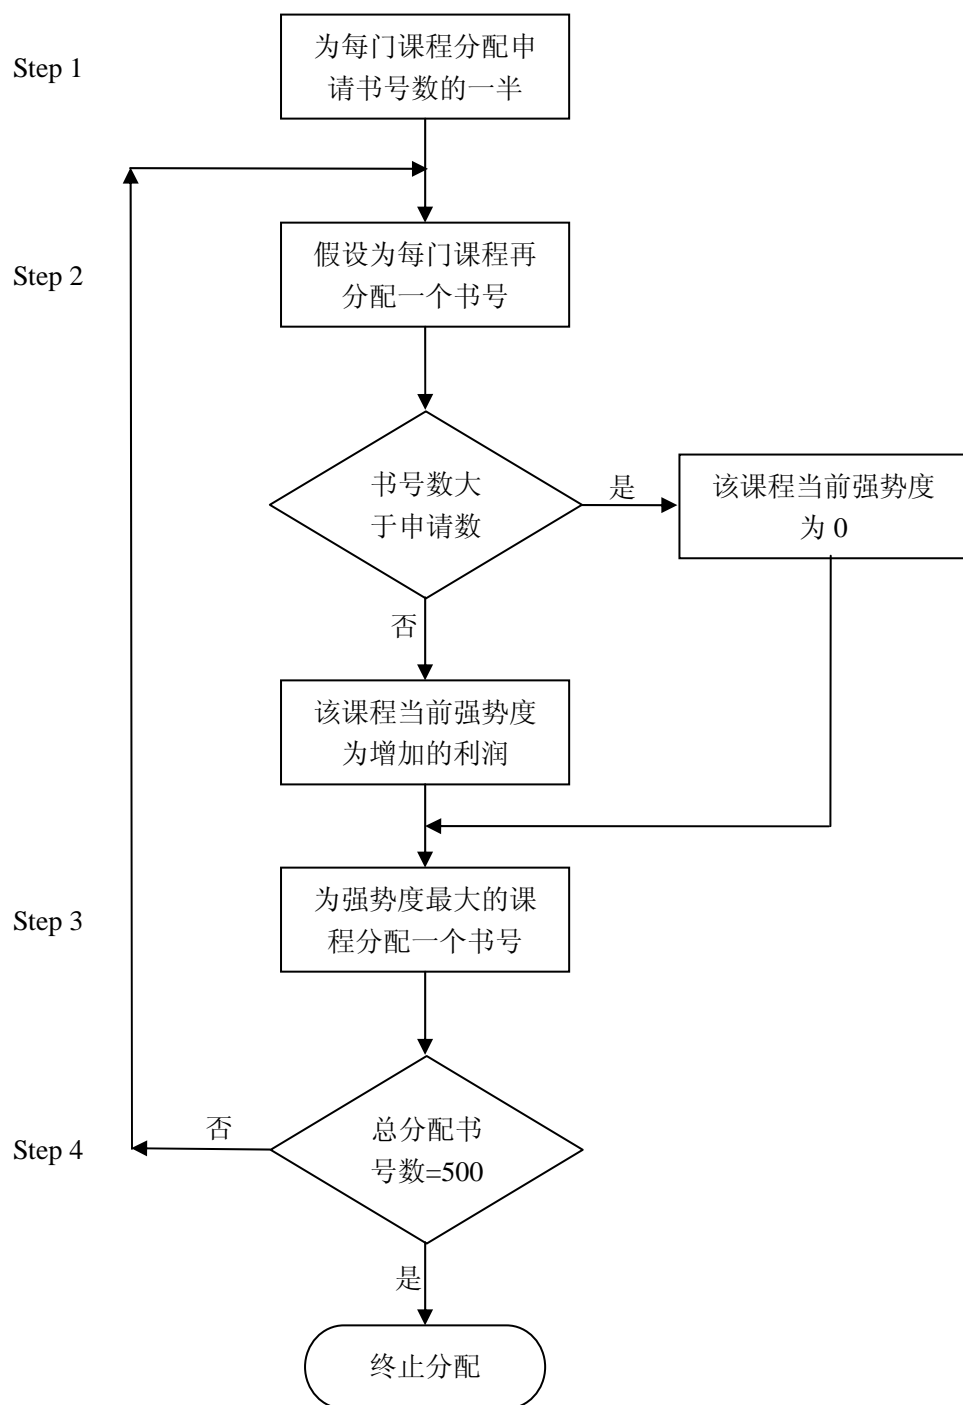 Step 1
为每门课程分配申
请书号数的一半
Step 2
假设为每门课程再
分配一个书号
书号数大
于申请数
是
该课程当前强势度
为 0
否
该课程当前强势度
为增加的利润
Step 3
为强势度最大的课
程分配一个书号
Step 4
否
总分配书
号数=500
是
终止分配